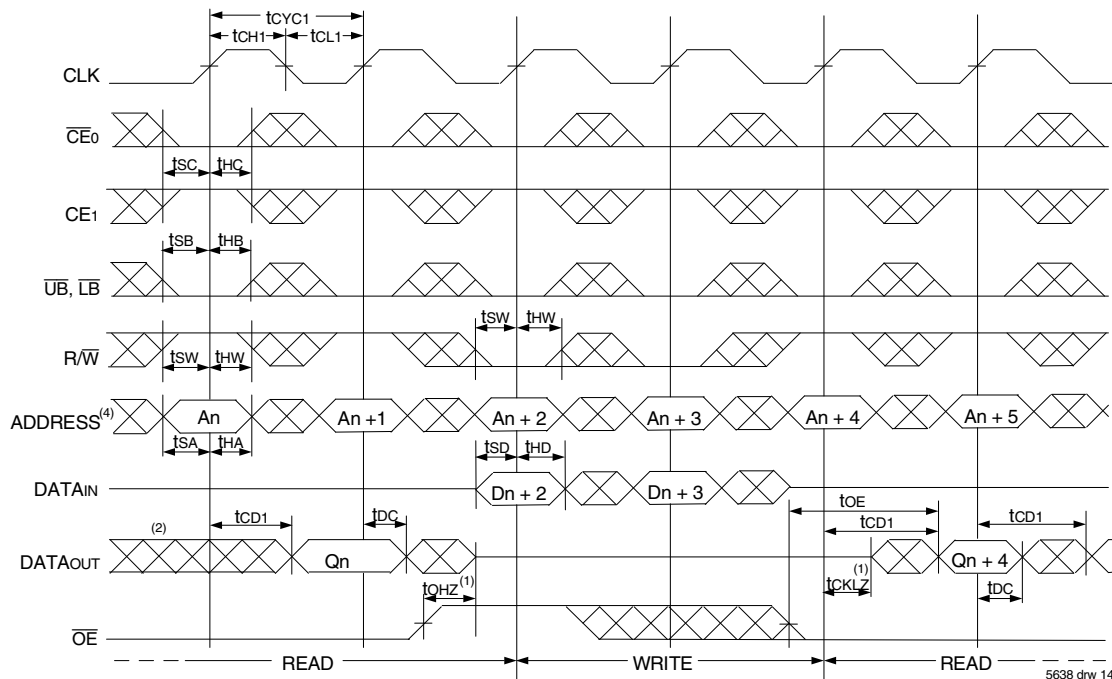 tCYC1
tCH1 tCL1
CLK
CE0
tSC tHC
CE1
tSB tHB
UB, LB
tSW tHW
R/W
tSW tHW
ADDRESS(4) An An +1 An + 2 An + 3 An + 4 An + 5
tSA tHA tSD tHD
DATAIN Dn + 2 Dn + 3
tOE
(2) tCD1 tDC tCD1 tCD1
DATAOUT Qn Qn + 4
tOHZ(1) tCKLZ(1) tDC
OE
READ WRITE READ
5638 drw 14